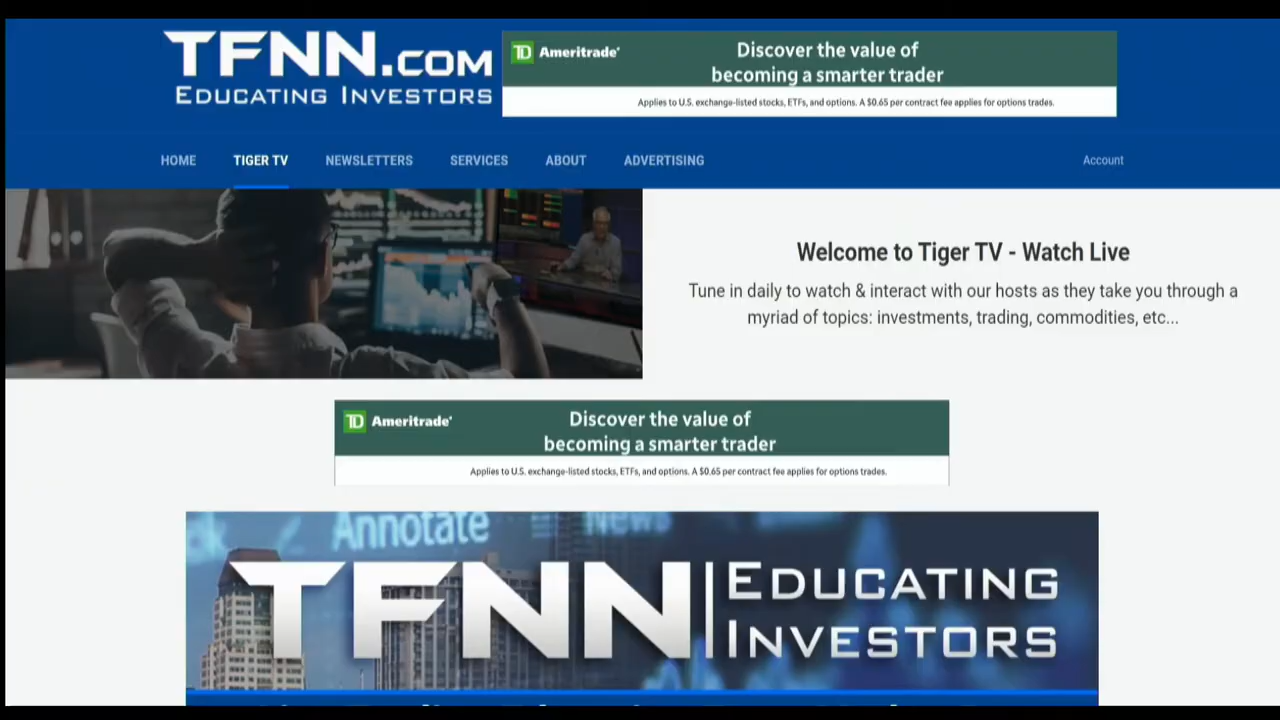 TFNN.COM
EDUCATING INVESTORS
TD Ameritrade
Discover the value of
becoming a smarter trader
Applies to U.S. exchange-listed stocks, ETFs, and options. A $0.65 per contract fee applies for options trades.
HOME TIGER TV NEWSLETTERS SERVICES ABOUT ADVERTISING Account
Welcome to Tiger TV - Watch Live
Tune in daily to watch & interact with our hosts as they take you through a
myriad of topics: investments, trading, commodities, etc...
TD Ameritrade
Discover the value of
becoming a smarter trader
Applies to U.S. exchange-listed stocks, ETFs, and options. A $0.65 per contract fee applies for options trades.
Annotate News
TFNN EDUCATING
INVESTORS